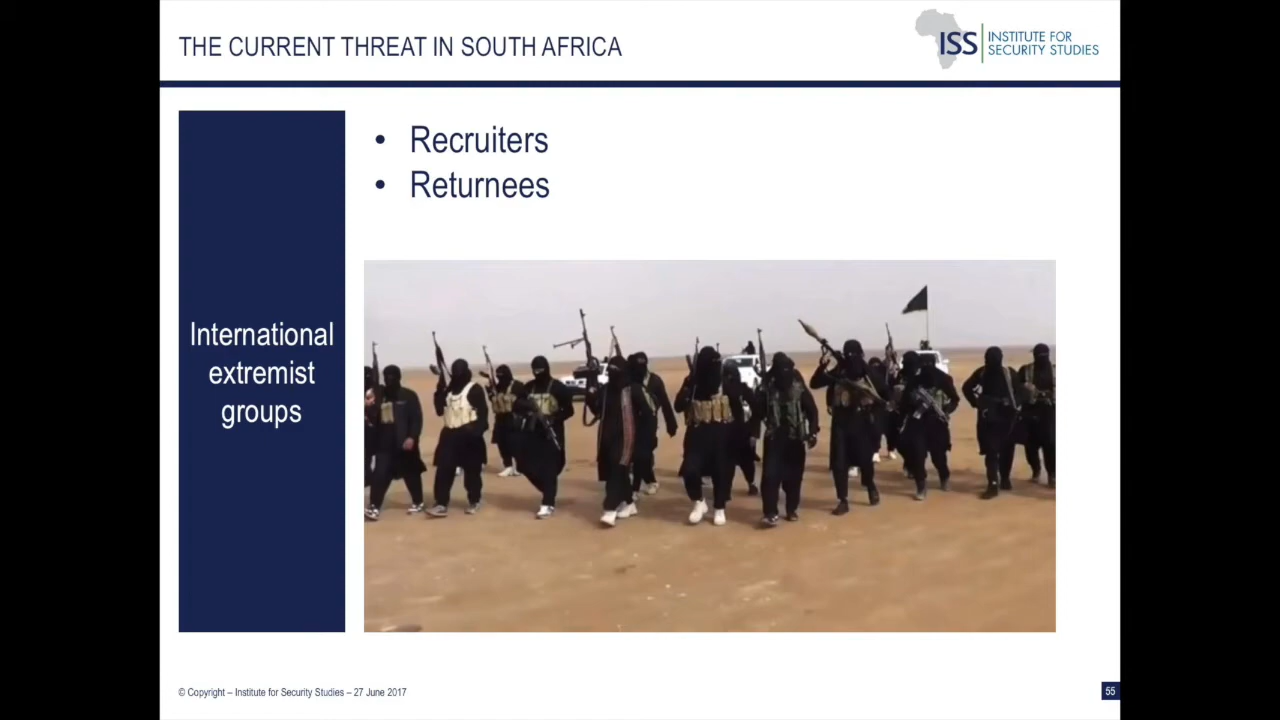 THE CURRENT THREAT IN SOUTH AFRICA
ISS
INSTITUTE FOR
SECURITY STUDIES
• Recruiters
• Returnees
International
extremist
groups
© Copyright – Institute for Security Studies – 27 June 2017
55